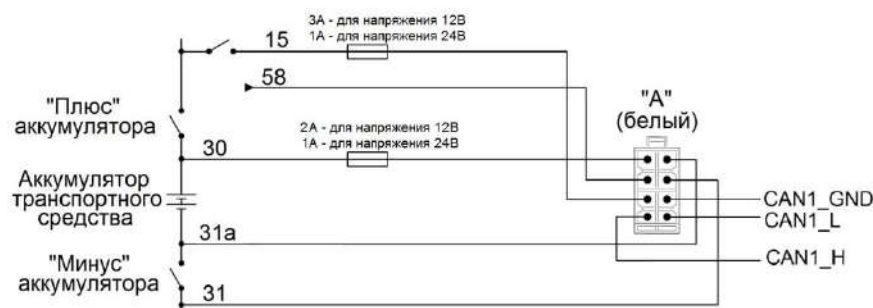 3А - для напряжения 12В
1А - для напряжения 24В
15
58
"А"
(белый)
"Плюс"
аккумулятора
2А - для напряжения 12В
1А - для напряжения 24В
30
Аккумулятор
транспортного
средства
CAN1_GND
CAN1_L
31а
CAN1_H
"Минус"
аккумулятора
31